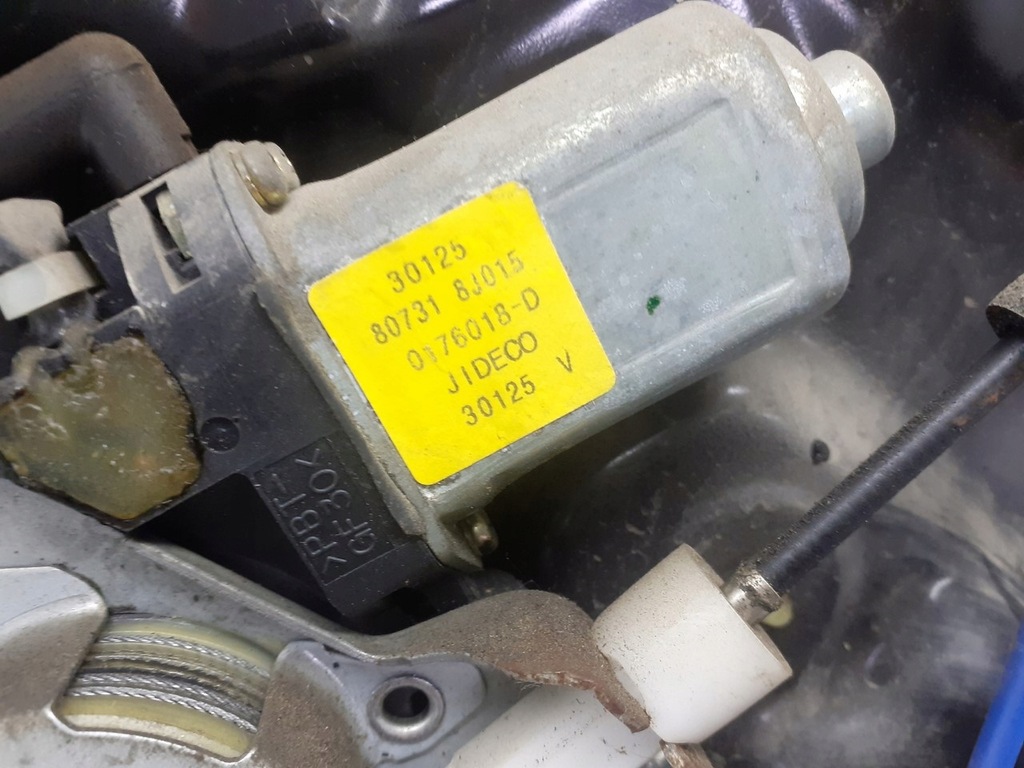 30125
80731 8J015
0176018-D
JIDECO
30125 V
>PBT-
GF30<